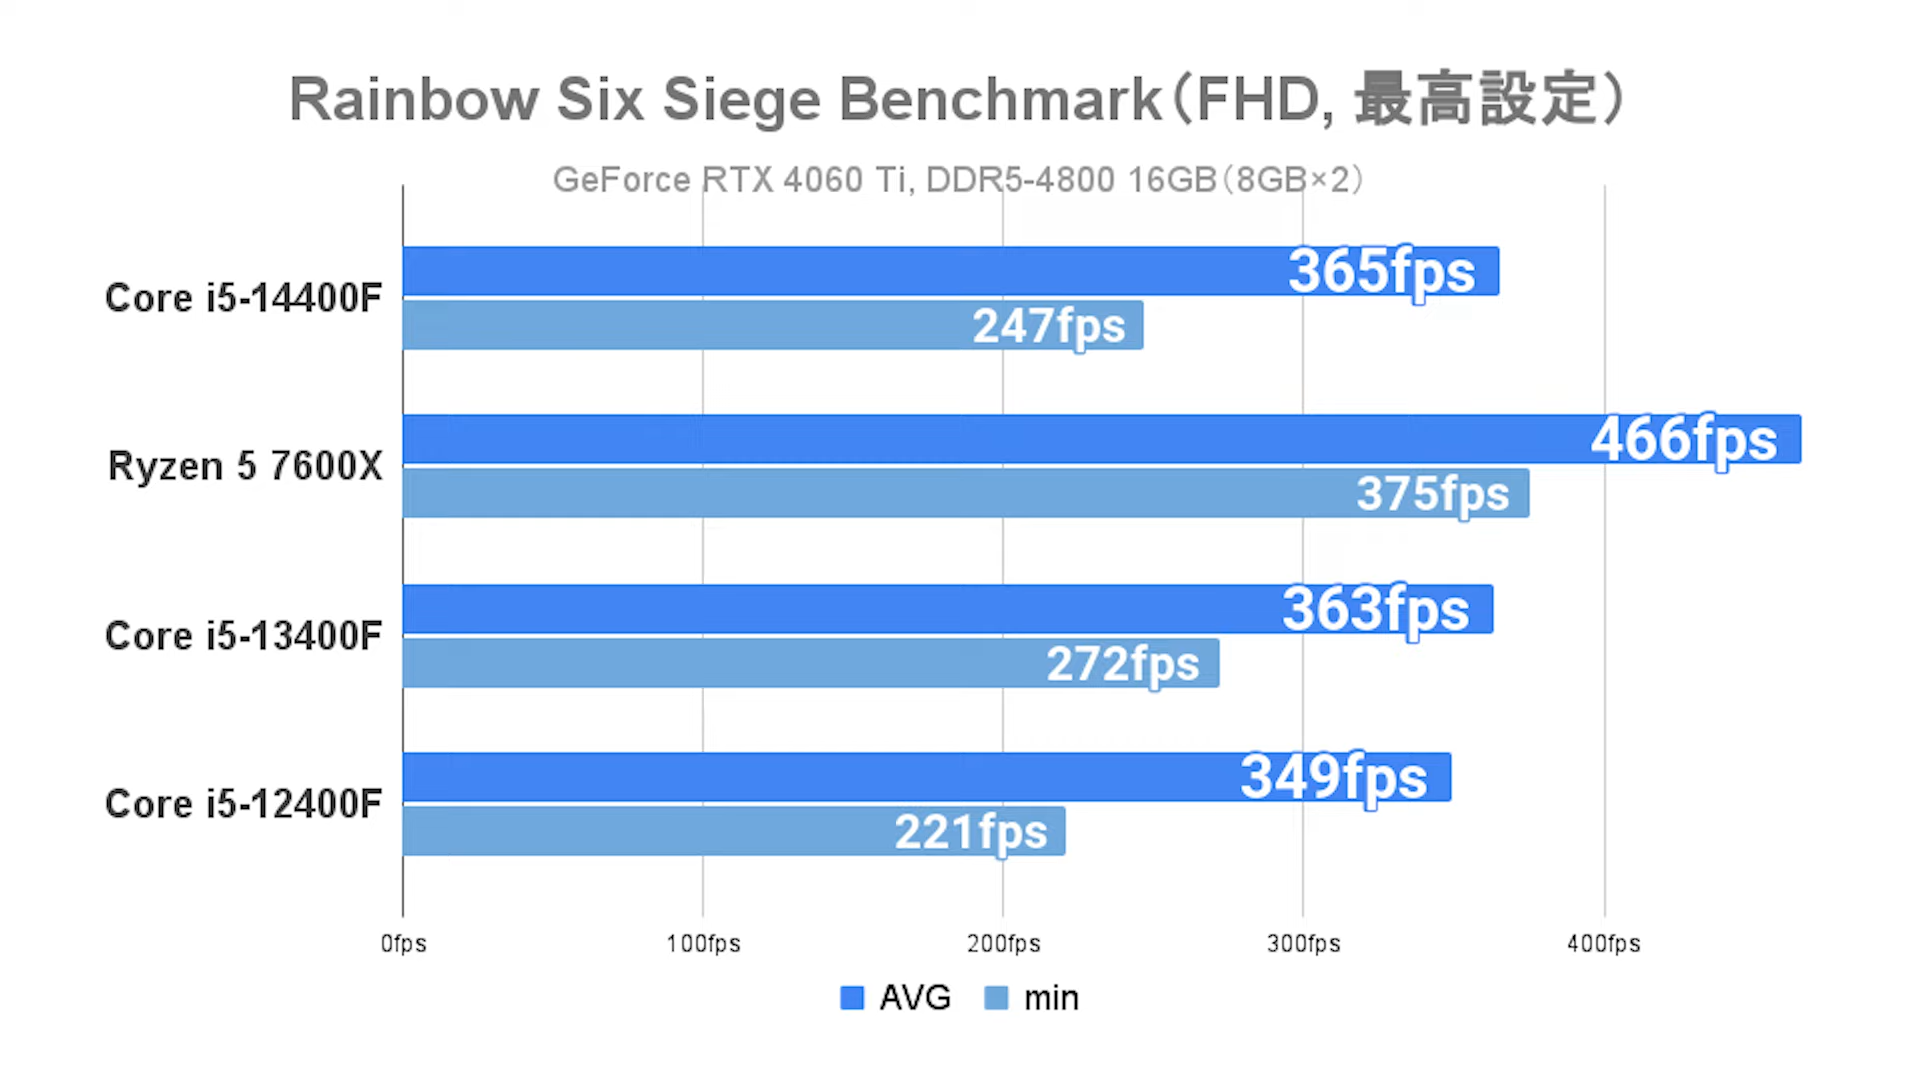 Rainbow Six Siege Benchmark（FHD, 最高設定）
GeForce RTX 4060 Ti, DDR5-4800 16GB（8GB×2）
Core i5-14400F
365fps
247fps
Ryzen 5 7600X
466fps
375fps
Core i5-13400F
363fps
272fps
Core i5-12400F
349fps
221fps
0fps 100fps 200fps 300fps 400fps
AVG min